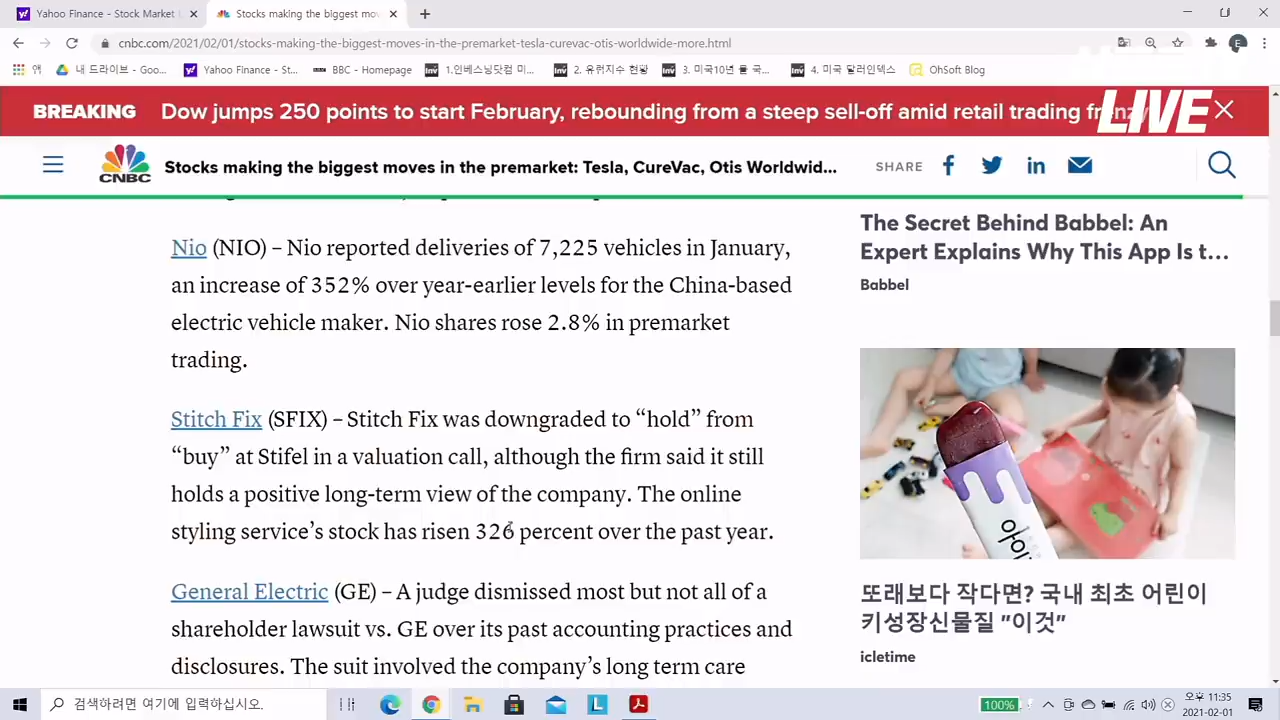 Yahoo Finance - Stock Market
Stocks making the biggest mov
cnbc.com/2021/02/01/stocks-making-the-biggest-moves-in-the-premarket-tesla-curevac-otis-worldwide-more.html
E
앱
내 드라이브 - Goo...
Yahoo Finance - St...
BBC - Homepage
1.인베스닝닷컴 미...
2. 유럽지수 현황
3. 미국10년 물 국...
4. 미국 달러인덱스
OhSoft Blog
BREAKING
Dow jumps 250 points to start February, rebounding from a steep sell-off amid retail trading frenzy
LIVE
CNBC
Stocks making the biggest moves in the premarket: Tesla, CureVac, Otis Worldwid...
SHARE
Nio (NIO) – Nio reported deliveries of 7,225 vehicles in January,
an increase of 352% over year-earlier levels for the China-based
electric vehicle maker. Nio shares rose 2.8% in premarket
trading.
Stitch Fix (SFIX) – Stitch Fix was downgraded to “hold” from
“buy” at Stifel in a valuation call, although the firm said it still
holds a positive long-term view of the company. The online
styling service’s stock has risen 326 percent over the past year.
General Electric (GE) – A judge dismissed most but not all of a
shareholder lawsuit vs. GE over its past accounting practices and
disclosures. The suit involved the company’s long term care
The Secret Behind Babbel: An
Expert Explains Why This App Is t...
Babbel
아이
또래보다 작다면? 국내 최초 어린이
키성장신물질 "이것"
icletime
검색하려면 여기에 입력하십시오.
100%
오후 11:35
2021-02-01